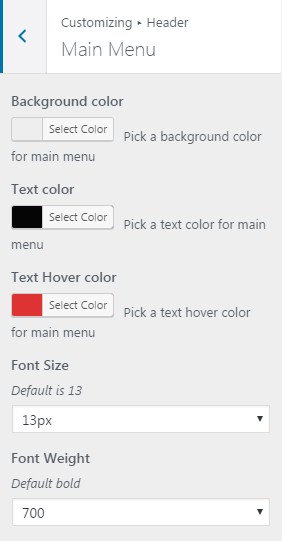 Customizing ▸ Header
Main Menu
Background color
Select Color Pick a background color
for main menu
Text color
Select Color Pick a text color for main
menu
Text Hover color
Select Color Pick a text hover color
for main menu
Font Size
Default is 13
13px
Font Weight
Default bold
700